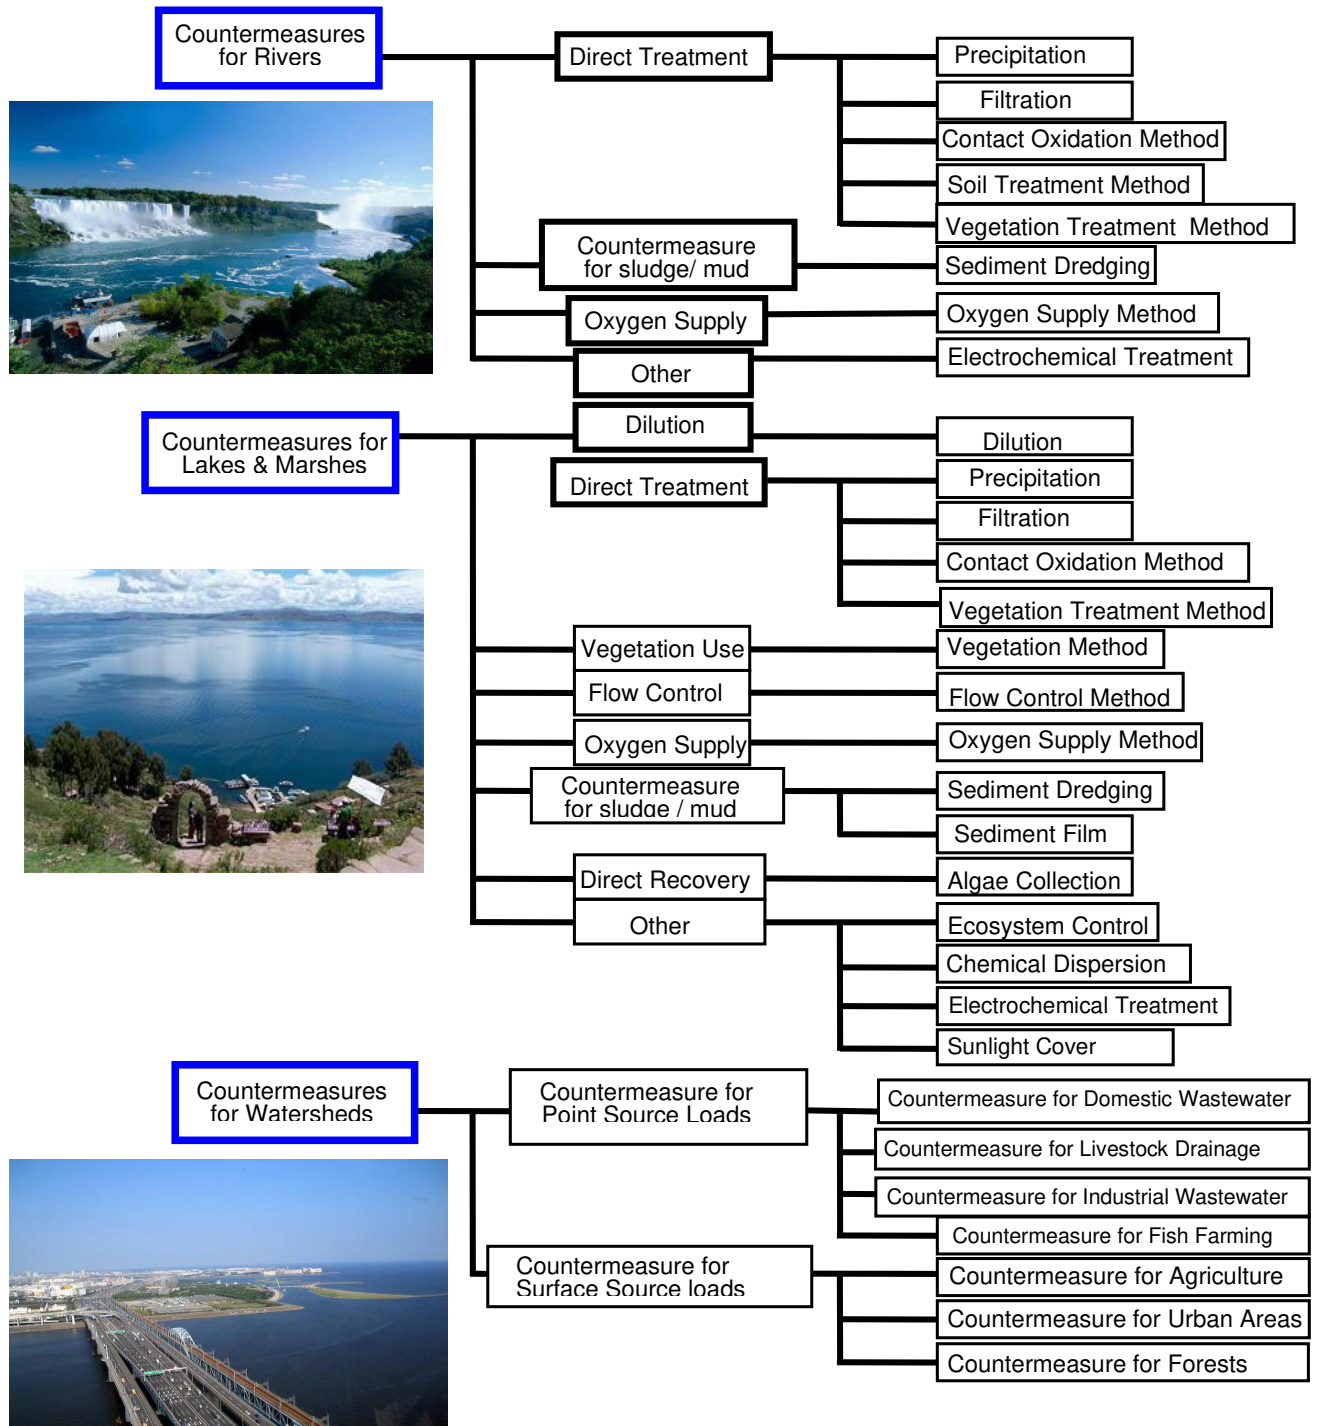 Countermeasures
for Rivers
Direct Treatment
Precipitation
Filtration
Contact Oxidation Method
Soil Treatment Method
Vegetation Treatment Method
Countermeasure
for sludge/ mud
Sediment Dredging
Oxygen Supply
Oxygen Supply Method
Other
Electrochemical Treatment
Countermeasures for
Lakes & Marshes
Dilution
Dilution
Direct Treatment
Precipitation
Filtration
Contact Oxidation Method
Vegetation Treatment Method
Vegetation Use
Vegetation Method
Flow Control
Flow Control Method
Oxygen Supply
Oxygen Supply Method
Countermeasure
for sludge / mud
Sediment Dredging
Sediment Film
Direct Recovery
Algae Collection
Other
Ecosystem Control
Chemical Dispersion
Electrochemical Treatment
Sunlight Cover
Countermeasures
for Watersheds
Countermeasure for
Point Source Loads
Countermeasure for Domestic Wastewater
Countermeasure for Livestock Drainage
Countermeasure for Industrial Wastewater
Countermeasure for Fish Farming
Countermeasure for
Surface Source loads
Countermeasure for Agriculture
Countermeasure for Urban Areas
Countermeasure for Forests